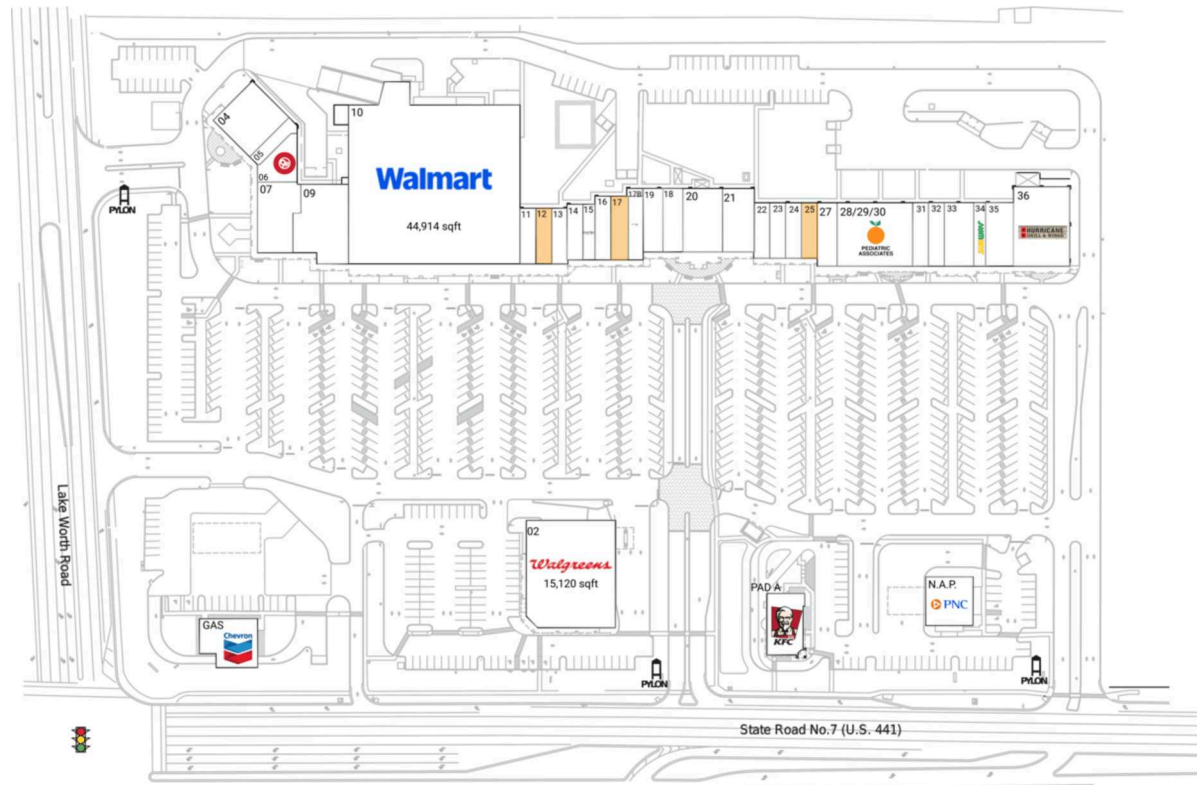 04
05
06
07
09
10
Walmart
44,914 sqft
11
12
13
14
15
16
17
17B
19
18
20
21
22
23
24
25
27
28/29/30
PEDIATRIC
ASSOCIATES
31
32
33
34
SUBWAY
35
36
HURRICANE
GRILL & WINGS
PYLON
Lake Worth Road
02
Walgreens
15,120 sqft
PAD A
KFC
N.A.P.
PNC
GAS
Chevron
PYLON
PYLON
State Road No.7 (U.S. 441)